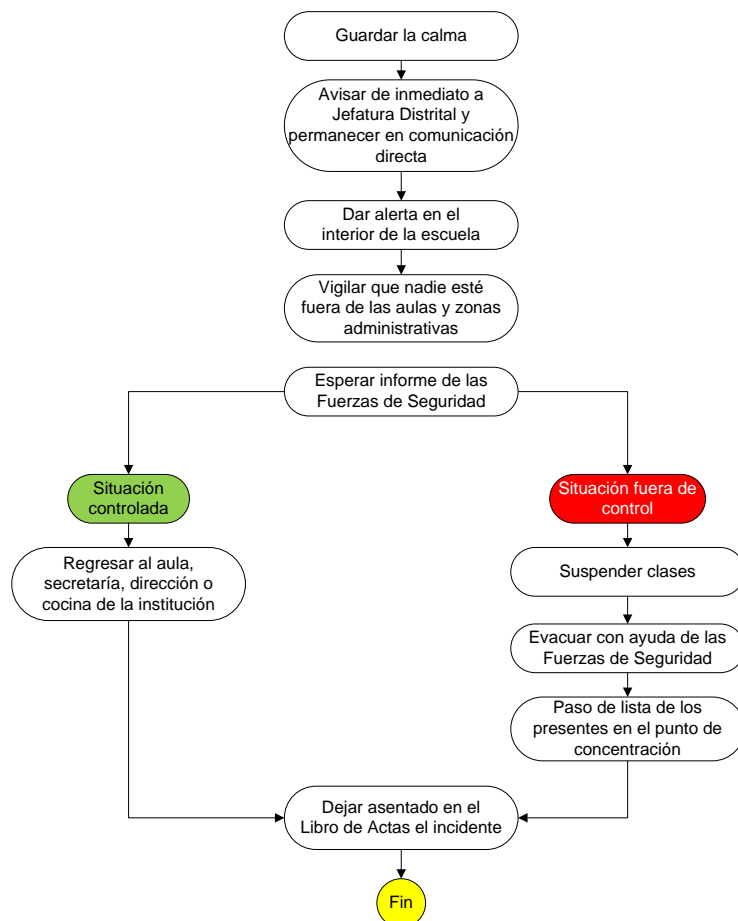 Guardar la calma
Avisar de inmediato a
Jefatura Distrital y
permanecer en comunicación
directa
Dar alerta en el
interior de la escuela
Vigilar que nadie esté
fuera de las aulas y zonas
administrativas
Esperar informe de las
Fuerzas de Seguridad
Situación
controlada
Situación fuera de
control
Regresar al aula,
secretaría, dirección o
cocina de la institución
Suspender clases
Evacuar con ayuda de las
Fuerzas de Seguridad
Paso de lista de los
presentes en el punto de
concentración
Dejar asentado en el
Libro de Actas el incidente
Fin